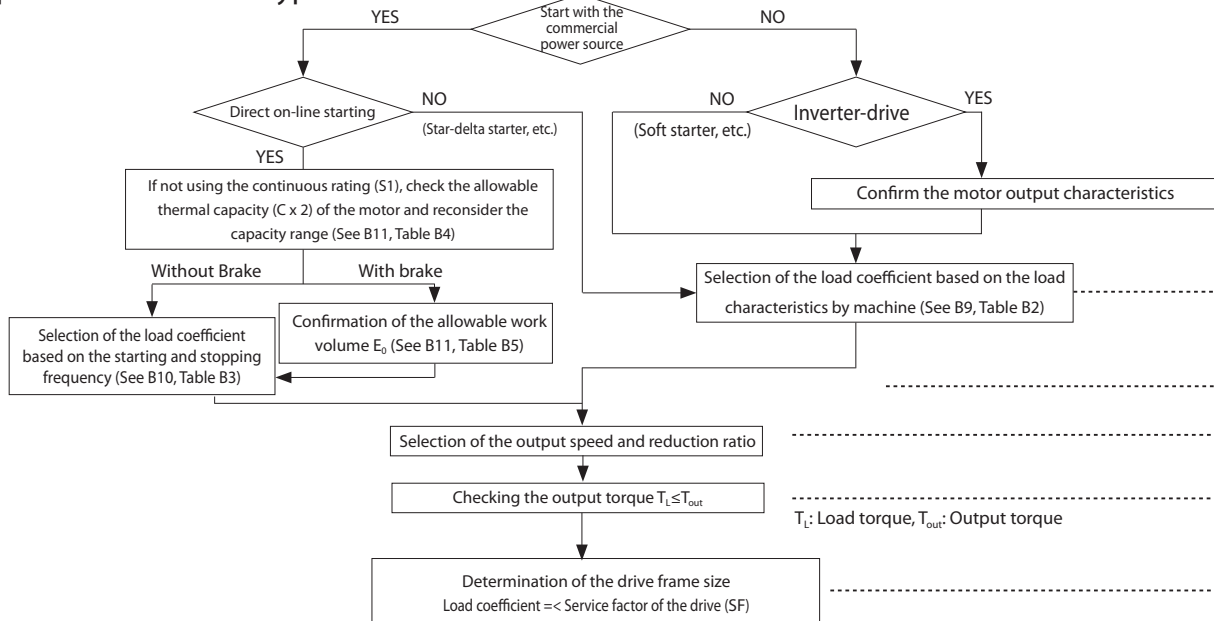 Start with the
commercial
power source
YES
NO
Direct on-line starting
NO
(Star-delta starter, etc.)
YES
NO
(Soft starter, etc.)
Inverter-drive
YES
If not using the continuous rating (S1), check the allowable
thermal capacity (C x 2) of the motor and reconsider the
capacity range (See B11, Table B4)
Confirm the motor output characteristics
Without Brake
With brake
Selection of the load coefficient based on the load
characteristics by machine (See B9, Table B2)
Selection of the load coefficient
based on the starting and stopping
frequency (See B10, Table B3)
Confirmation of the allowable work
volume E₀ (See B11, Table B5)
Selection of the output speed and reduction ratio
Checking the output torque T_L≤T_out
T_L: Load torque, T_out: Output torque
Determination of the drive frame size
Load coefficient =< Service factor of the drive (SF)